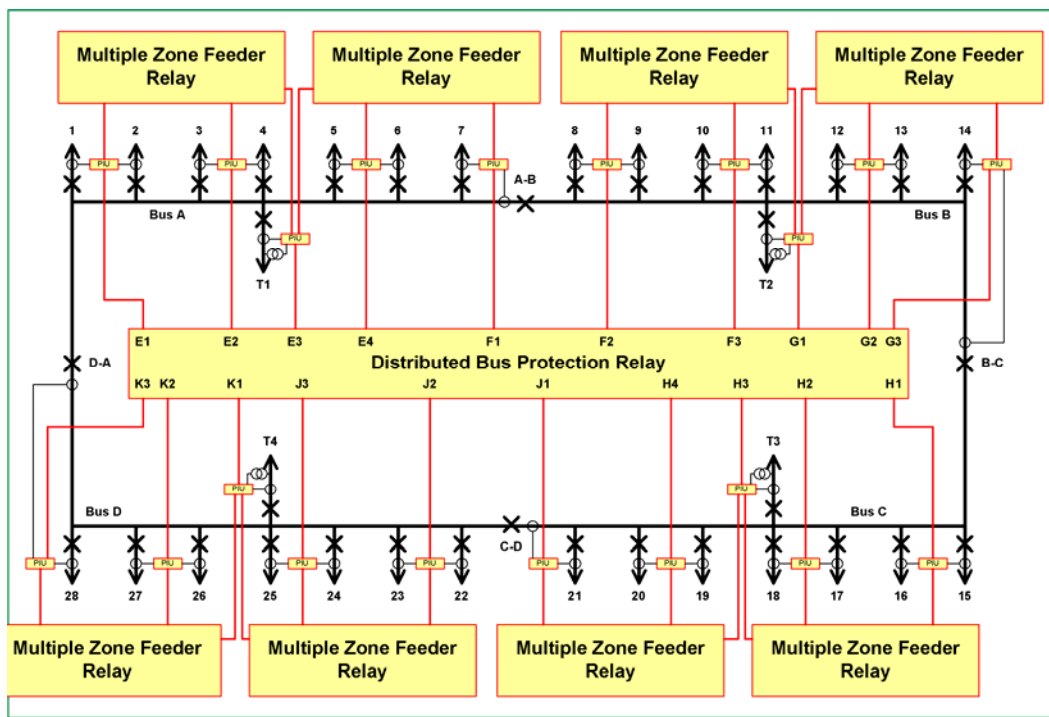 Multiple Zone Feeder Relay
Multiple Zone Feeder Relay
Multiple Zone Feeder Relay
Multiple Zone Feeder Relay
1 2 3 4 5 6 7 8 9 10 11 12 13 14
PIU PIU PIU PIU PIU PIU PIU PIU
A-B
Bus A Bus B
PIU PIU
T1 T2
E1 E2 E3 E4 F1 F2 F3 G1 G2 G3
Distributed Bus Protection Relay
D-A B-C
K3 K2 K1 J3 J2 J1 H4 H3 H2 H1
T4 T3
PIU PIU
Bus D C-D Bus C
PIU PIU PIU PIU PIU PIU PIU PIU
28 27 26 25 24 23 22 21 20 19 18 17 16 15
Multiple Zone Feeder Relay
Multiple Zone Feeder Relay
Multiple Zone Feeder Relay
Multiple Zone Feeder Relay